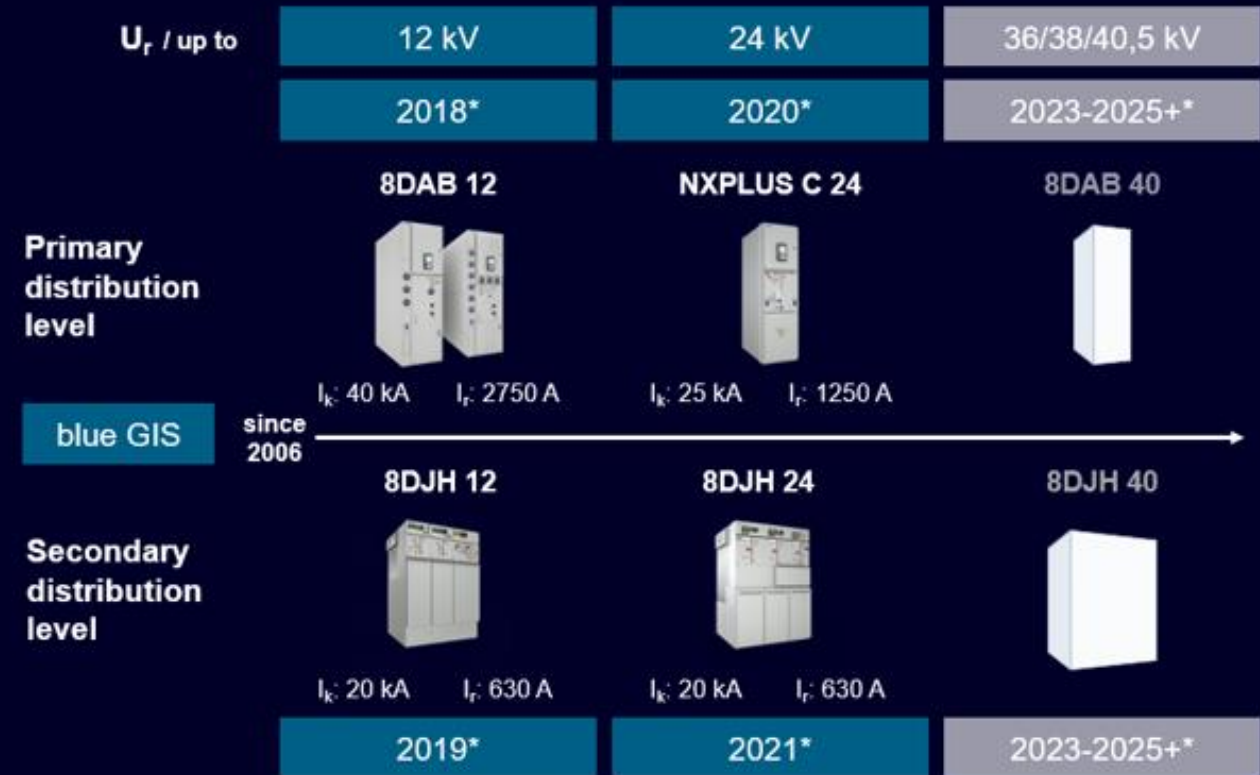 Ur / up to
12 kV
24 kV
36/38/40,5 kV
2018*
2020*
2023-2025+*
8DAB 12
NXPLUS C 24
8DAB 40
Primary
distribution
level
Ik: 40 kA
Ir: 2750 A
Ik: 25 kA
Ir: 1250 A
blue GIS
since
2006
8DJH 12
8DJH 24
8DJH 40
Secondary
distribution
level
Ik: 20 kA
Ir: 630 A
Ik: 20 kA
Ir: 630 A
2019*
2021*
2023-2025+*